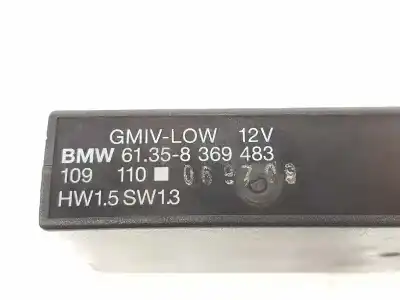 GMIV-LOW 12V
BMW 61.35-8 369 483
109 110
HW1.5 SW1.3